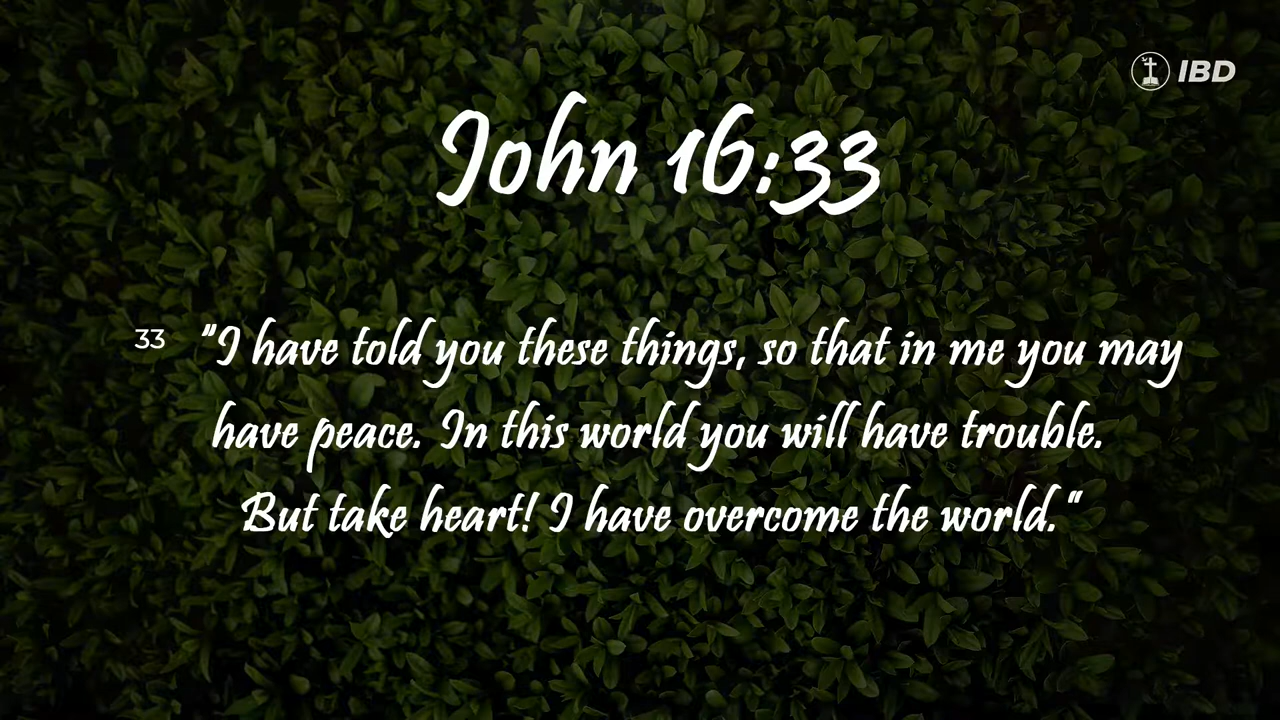 IBD
John 16:33
33 "I have told you these things, so that in me you may
have peace. In this world you will have trouble.
But take heart! I have overcome the world."